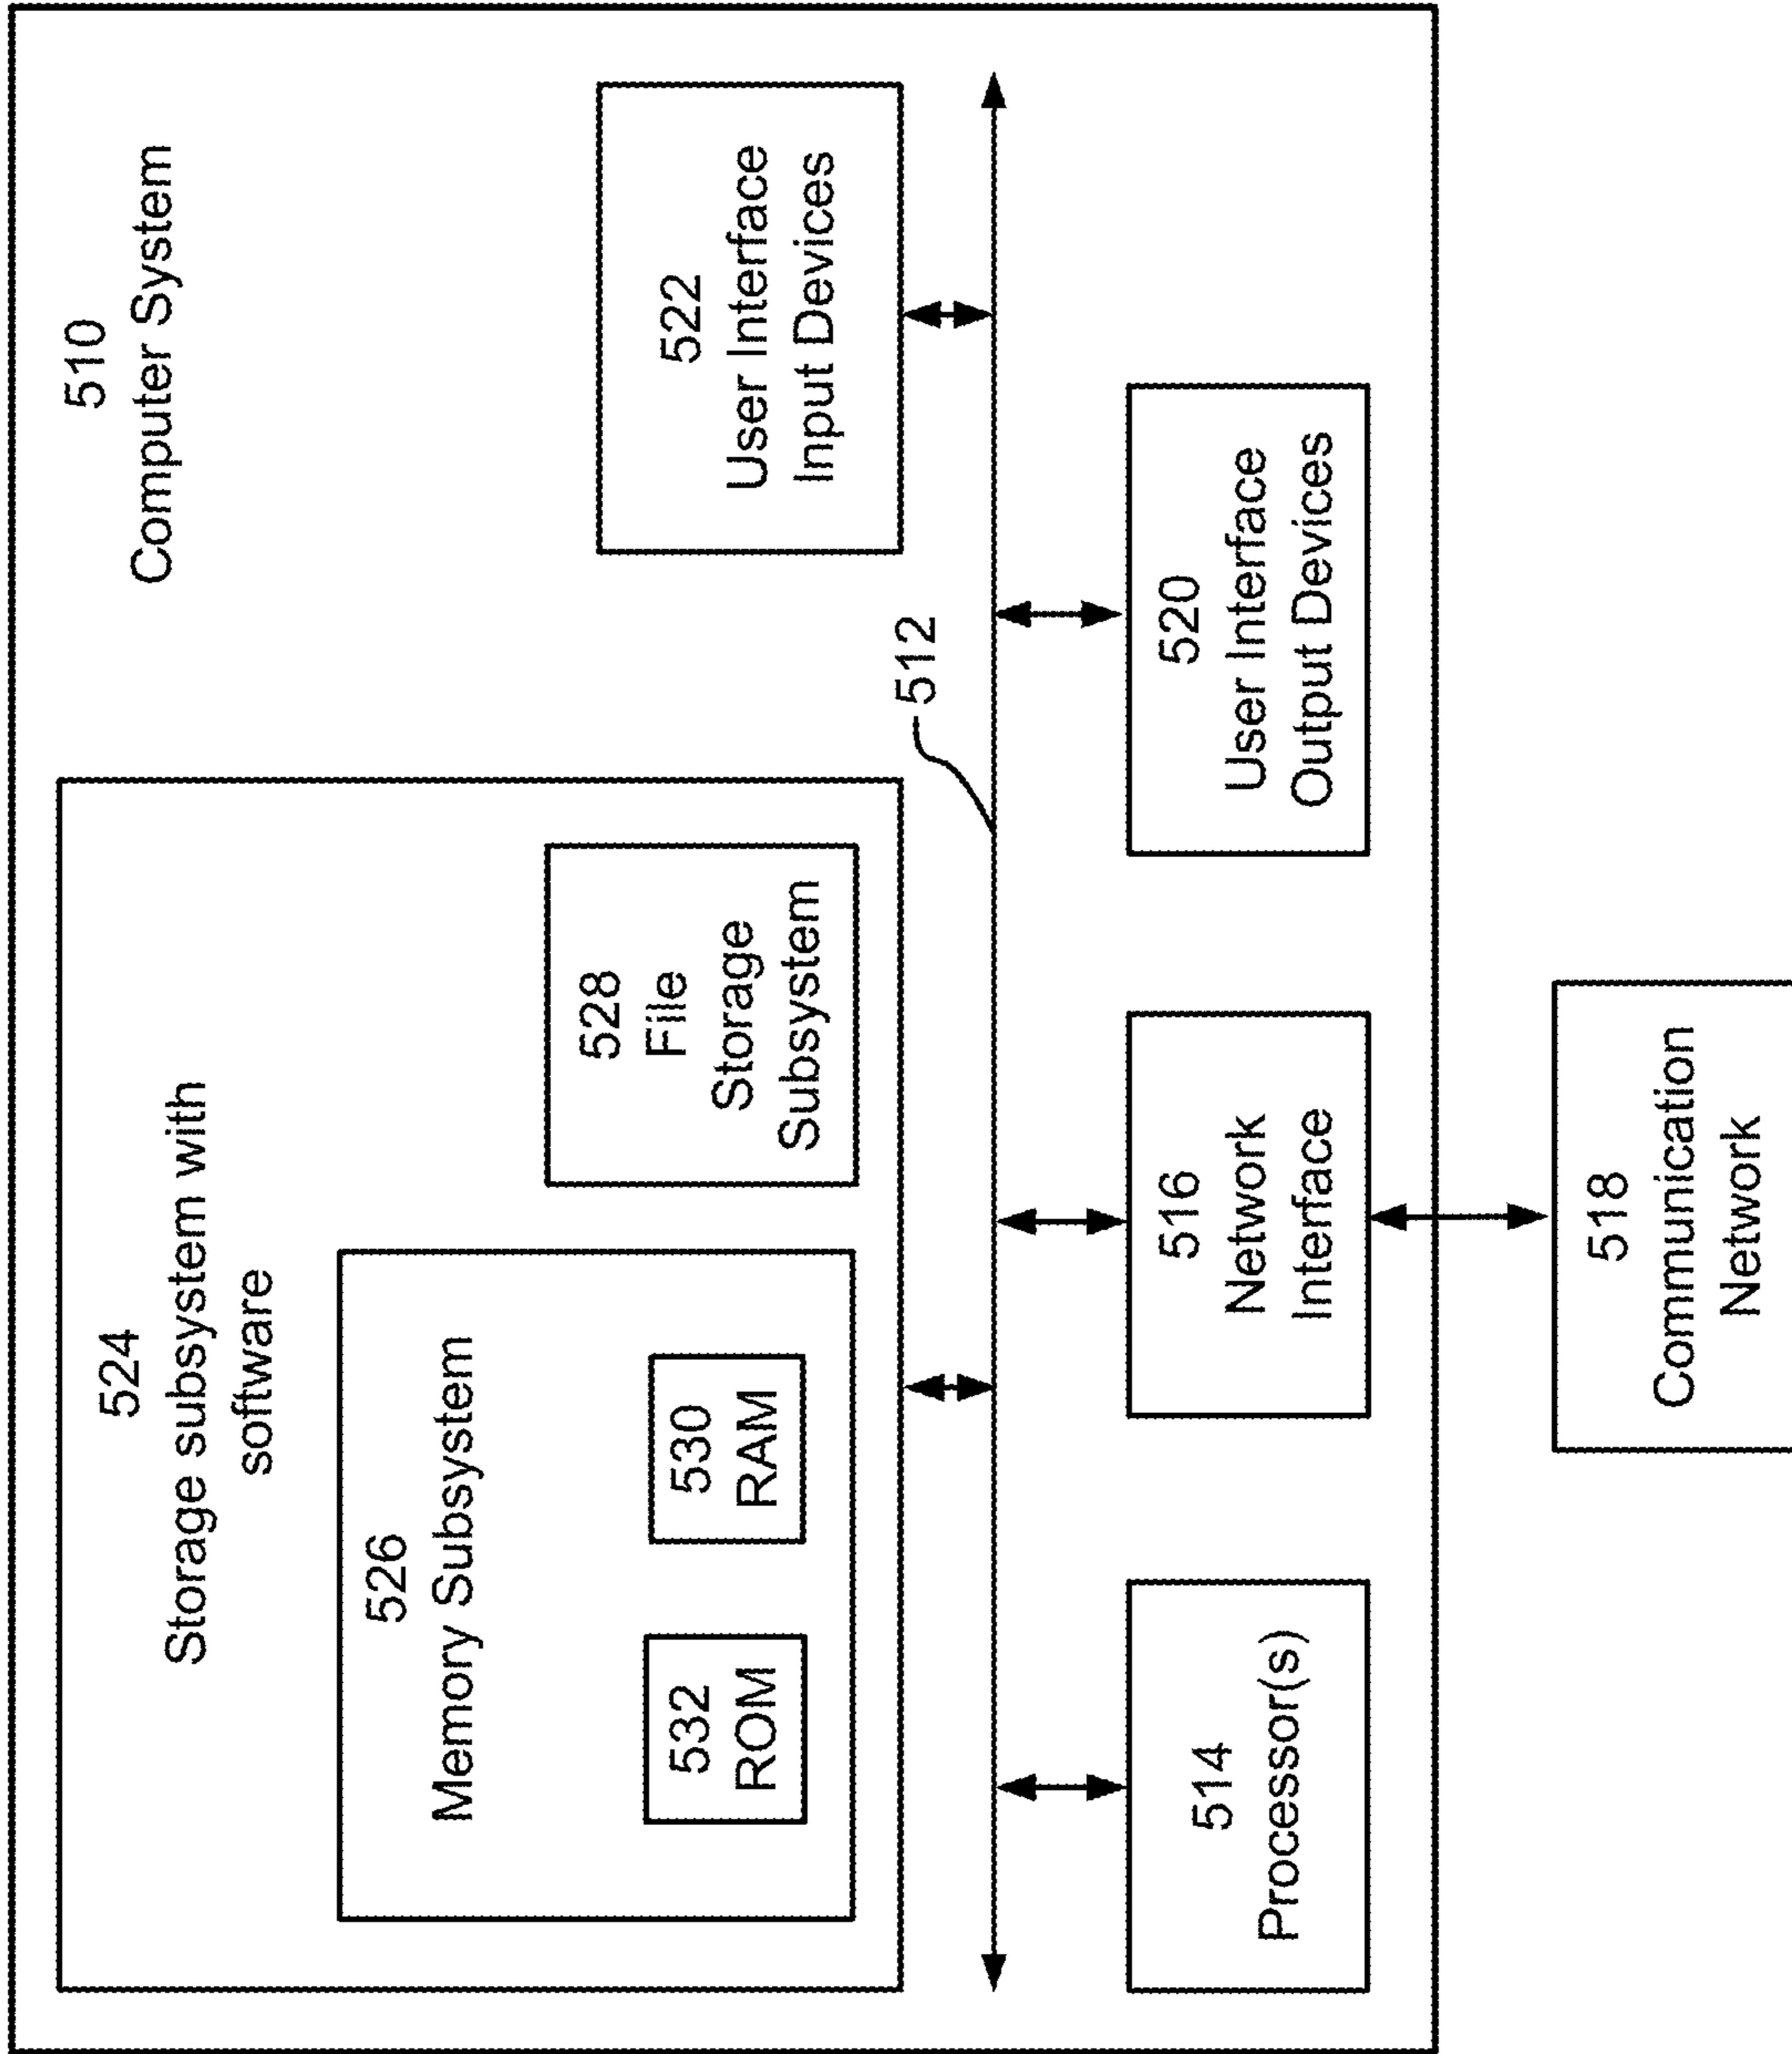 510
Computer System
524
Storage subsystem with
software
526
Memory Subsystem
532
ROM
530
RAM
528
File
Storage
Subsystem
522
User Interface
Input Devices
512
514
Processor(s)
516
Network
Interface
520
User Interface
Output Devices
518
Communication
Network